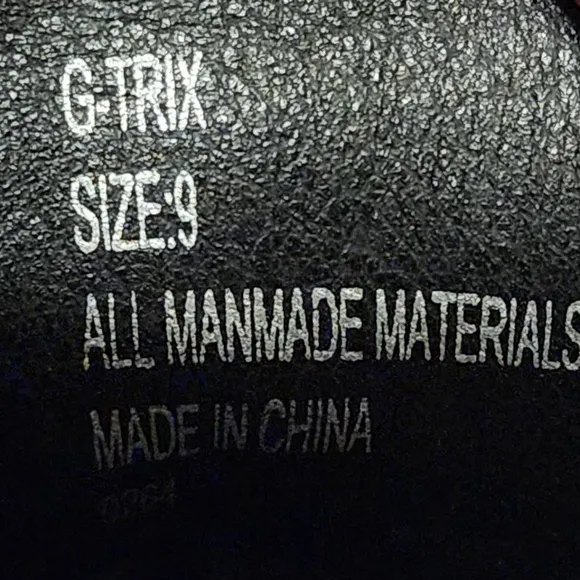 G-TRIX
SIZE:9
ALL MANMADE MATERIALS
MADE IN CHINA